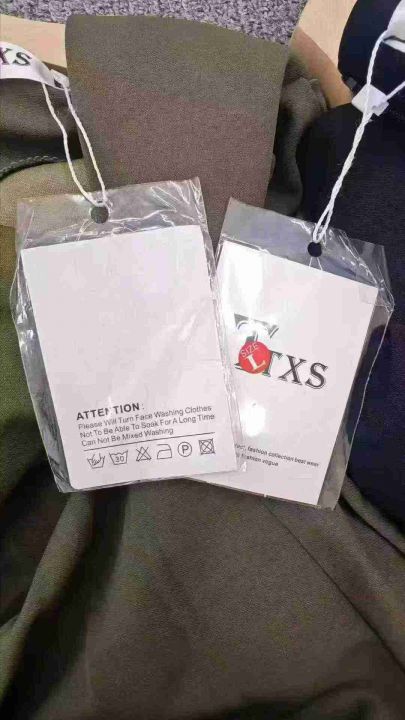 XS
ATTENTION:
Please Will Turn Face Washing Clothes
Not To Be Able To Soak For A Long Time
Can Not Be Mixed Washing
30
P
SIZE
L
TXS
fashion collection best wear
fashion vogue